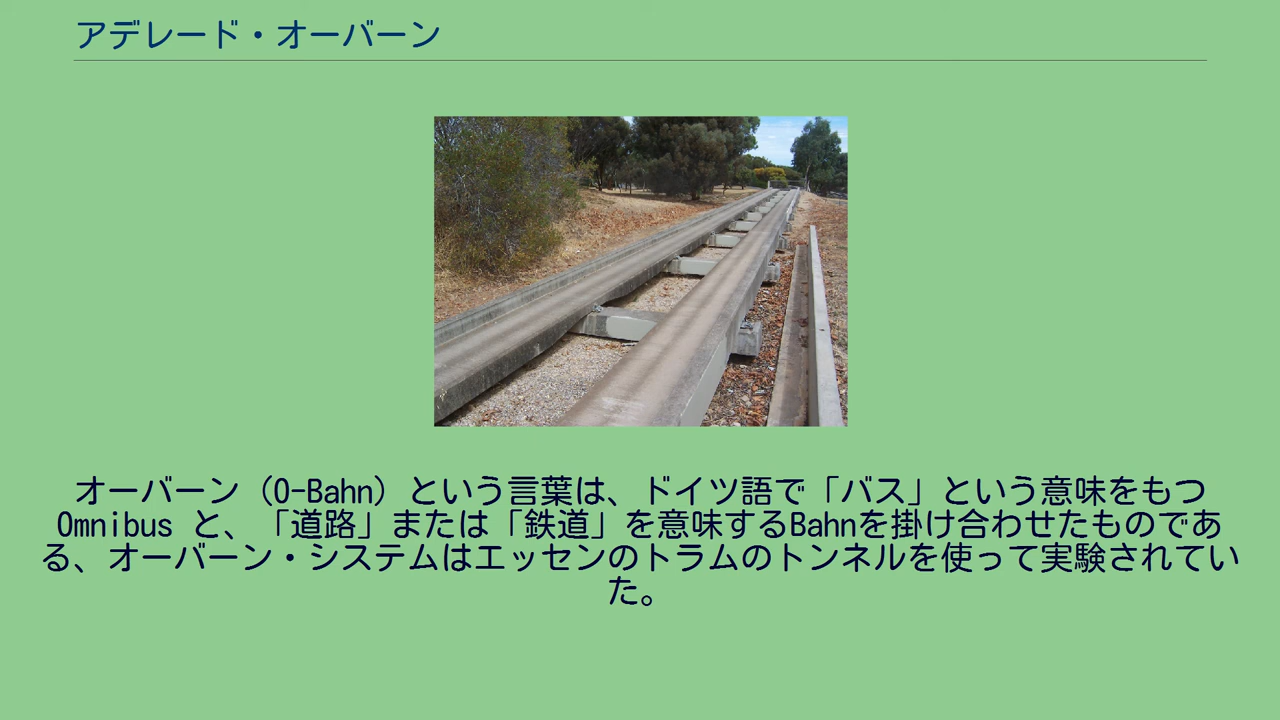 アデレード・オーバーン
オーバーン（O-Bahn）という言葉は、ドイツ語で「バス」という意味をもつ
Omnibus と、「道路」または「鉄道」を意味するBahnを掛け合わせたものであ
る、オーバーン・システムはエッセンのトラムのトンネルを使って実験されてい
た。